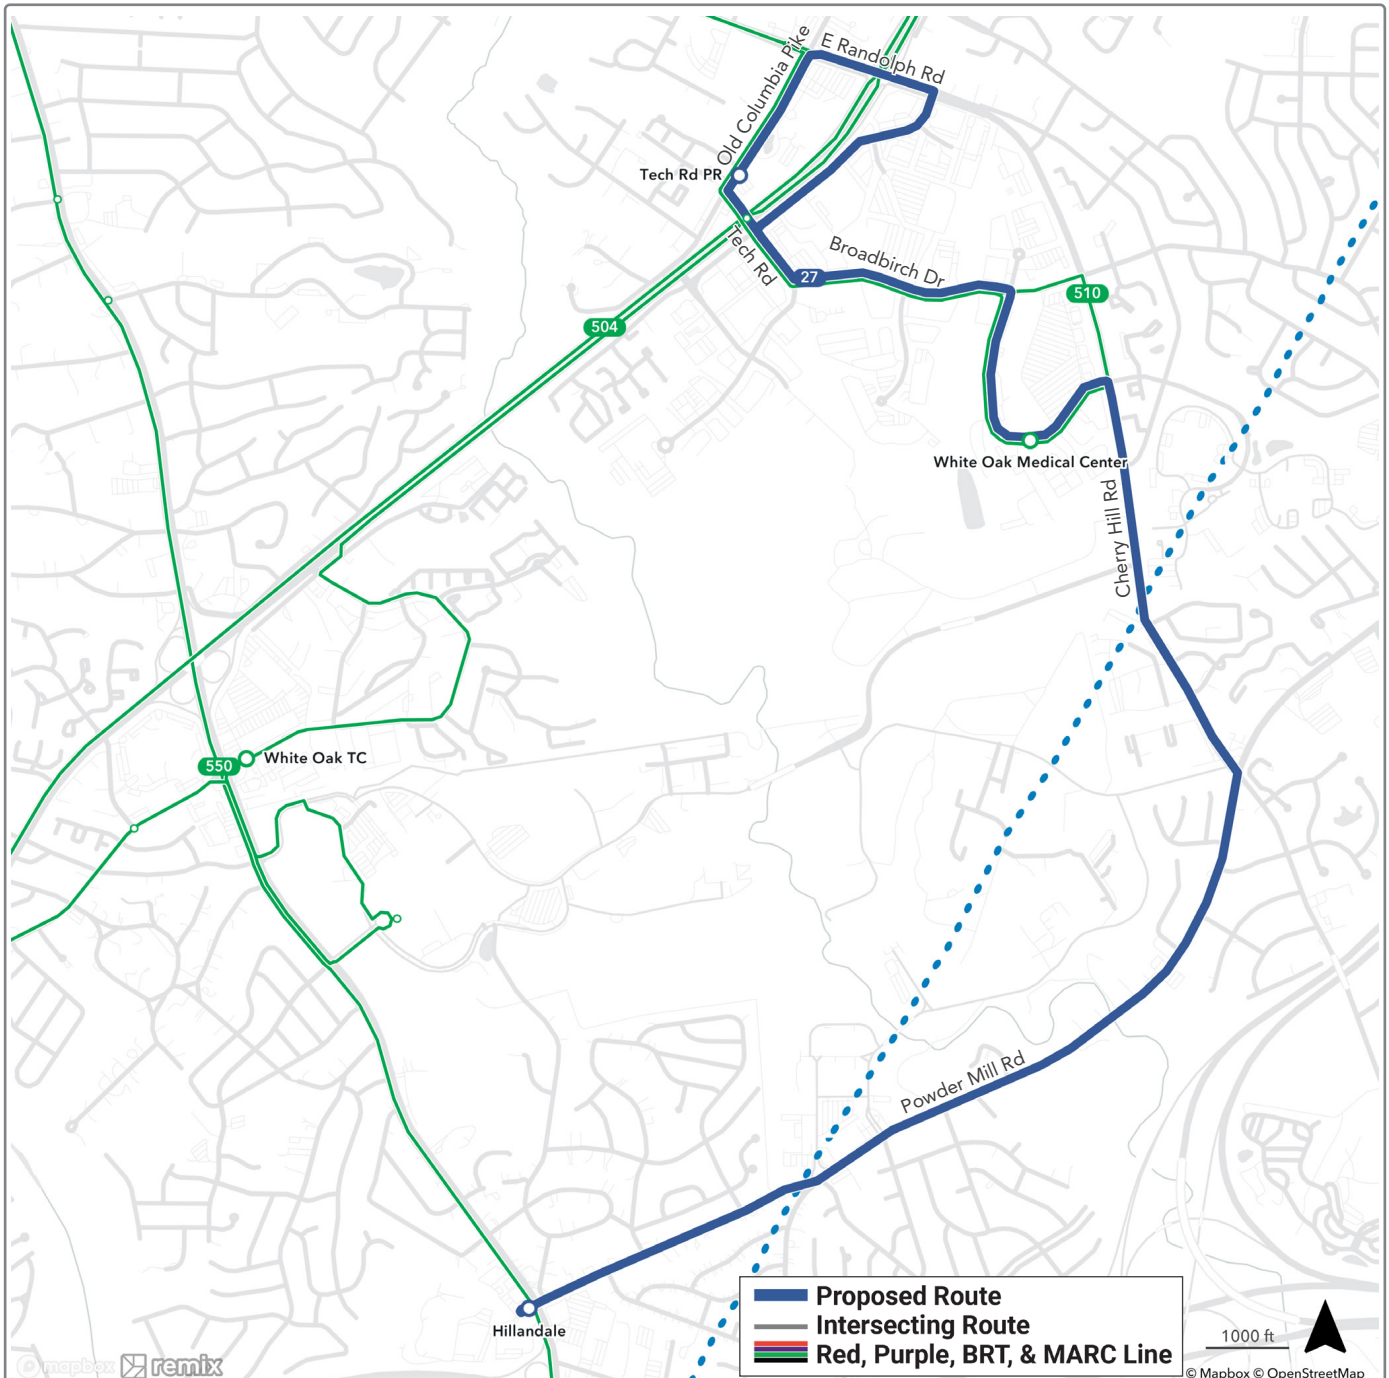 E Randolph Rd
Old Columbia Pike
Tech Rd PR
Tech Rd
Broadbirch Dr
27
510
504
White Oak Medical Center
Cherry Hill Rd
White Oak TC
550
Powder Mill Rd
Hillandale
Proposed Route
Intersecting Route
Red, Purple, BRT, & MARC Line
1000 ft
mapbox remix
© Mapbox © OpenStreetMap